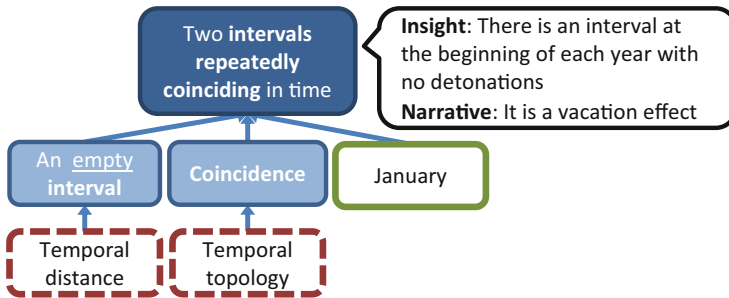 Two intervals
repeatedly
coinciding in time
Insight: There is an interval at
the beginning of each year with
no detonations
Narrative: It is a vacation effect
An empty
interval
Coincidence
January
Temporal
distance
Temporal
topology